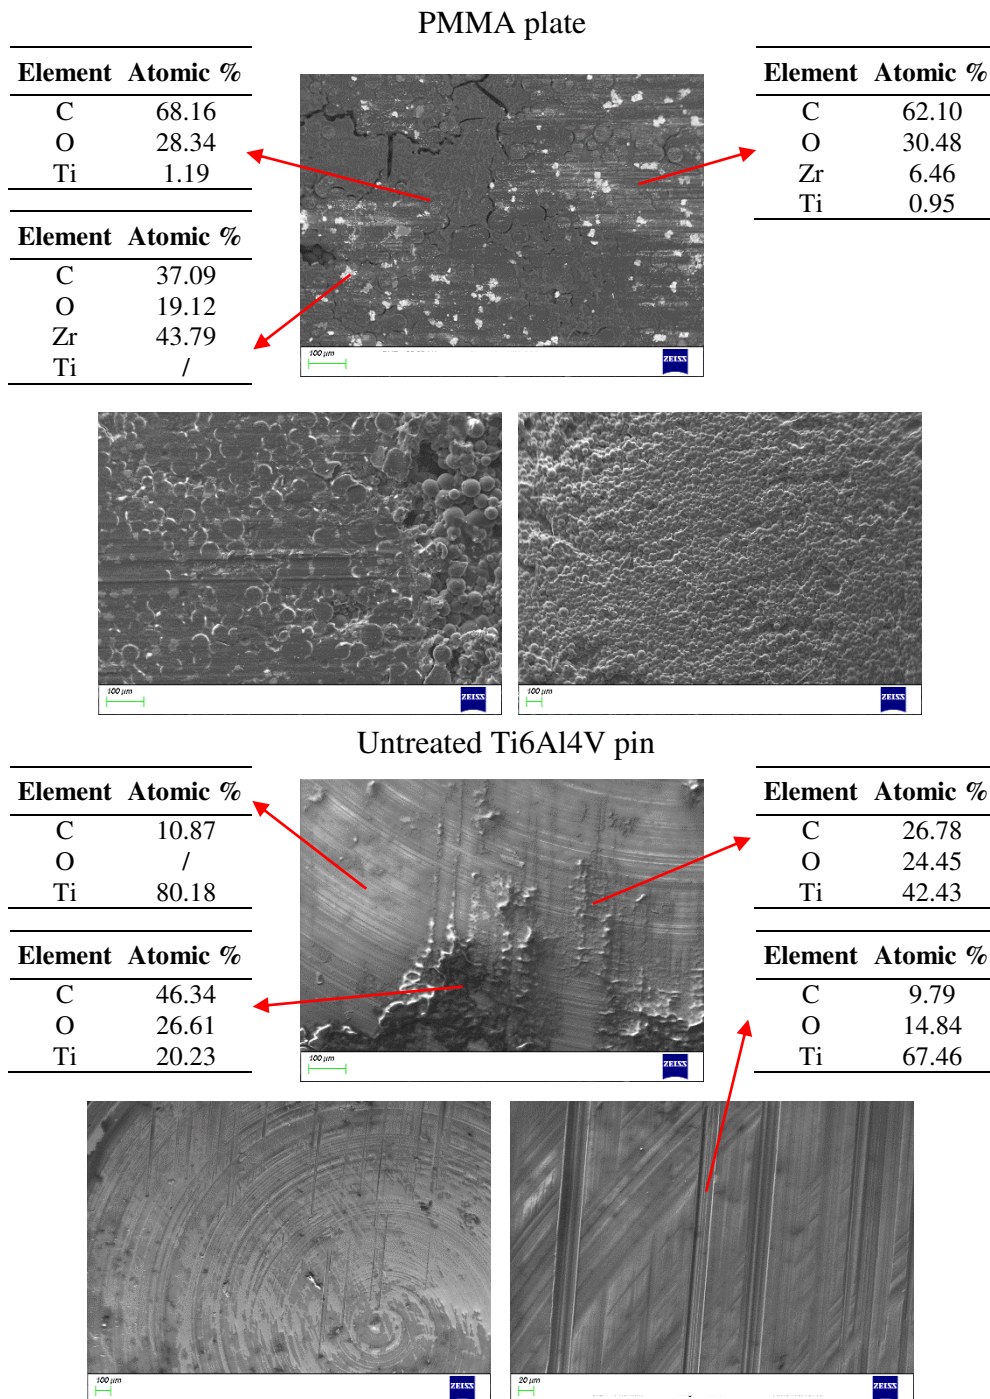 PMMA plate
Element Atomic %
C 68.16
O 28.34
Ti 1.19
Element Atomic %
C 37.09
O 19.12
Zr 43.79
Ti /
Element Atomic %
C 62.10
O 30.48
Zr 6.46
Ti 0.95
100 µm
ZEISS
100 µm
ZEISS
100 µm
ZEISS
Untreated Ti6Al4V pin
Element Atomic %
C 10.87
O /
Ti 80.18
Element Atomic %
C 46.34
O 26.61
Ti 20.23
Element Atomic %
C 26.78
O 24.45
Ti 42.43
Element Atomic %
C 9.79
O 14.84
Ti 67.46
100 µm
ZEISS
100 µm
ZEISS
20 µm
ZEISS